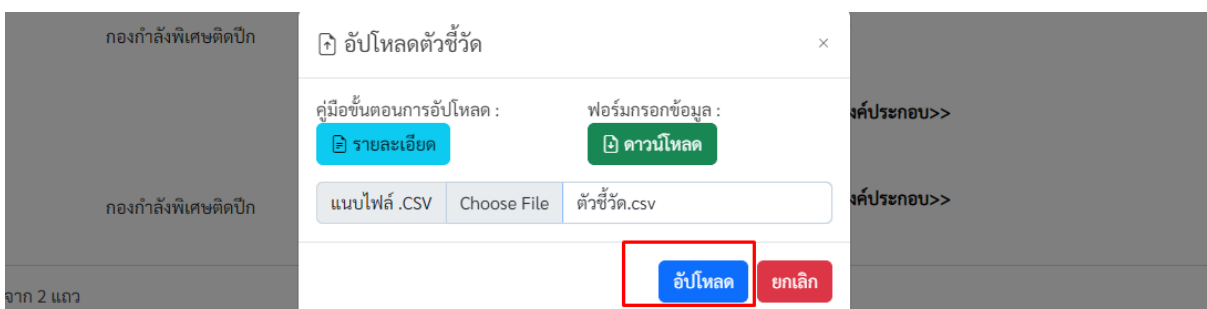 กองกำลังพิเศษติดปีก
อัปโหลดตัวชี้วัด ×
คู่มือขั้นตอนการอัปโหลด : ฟอร์มกรอกข้อมูล :
งค์ประกอบ>>
รายละเอียด ดาวน์โหลด
แนบไฟล์ .CSV Choose File ตัวชี้วัด.csv
งค์ประกอบ>>
กองกำลังพิเศษติดปีก
อัปโหลด ยกเลิก
จาก 2 แถว